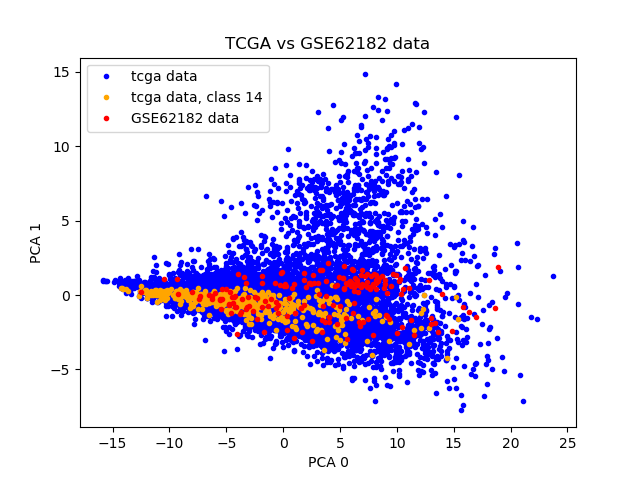 TCGA vs GSE62182 data
tcga data
tcga data, class 14
GSE62182 data
15
10
5
0
−5
PCA 1
−15
−10
−5
0
5
10
15
20
25
PCA 0